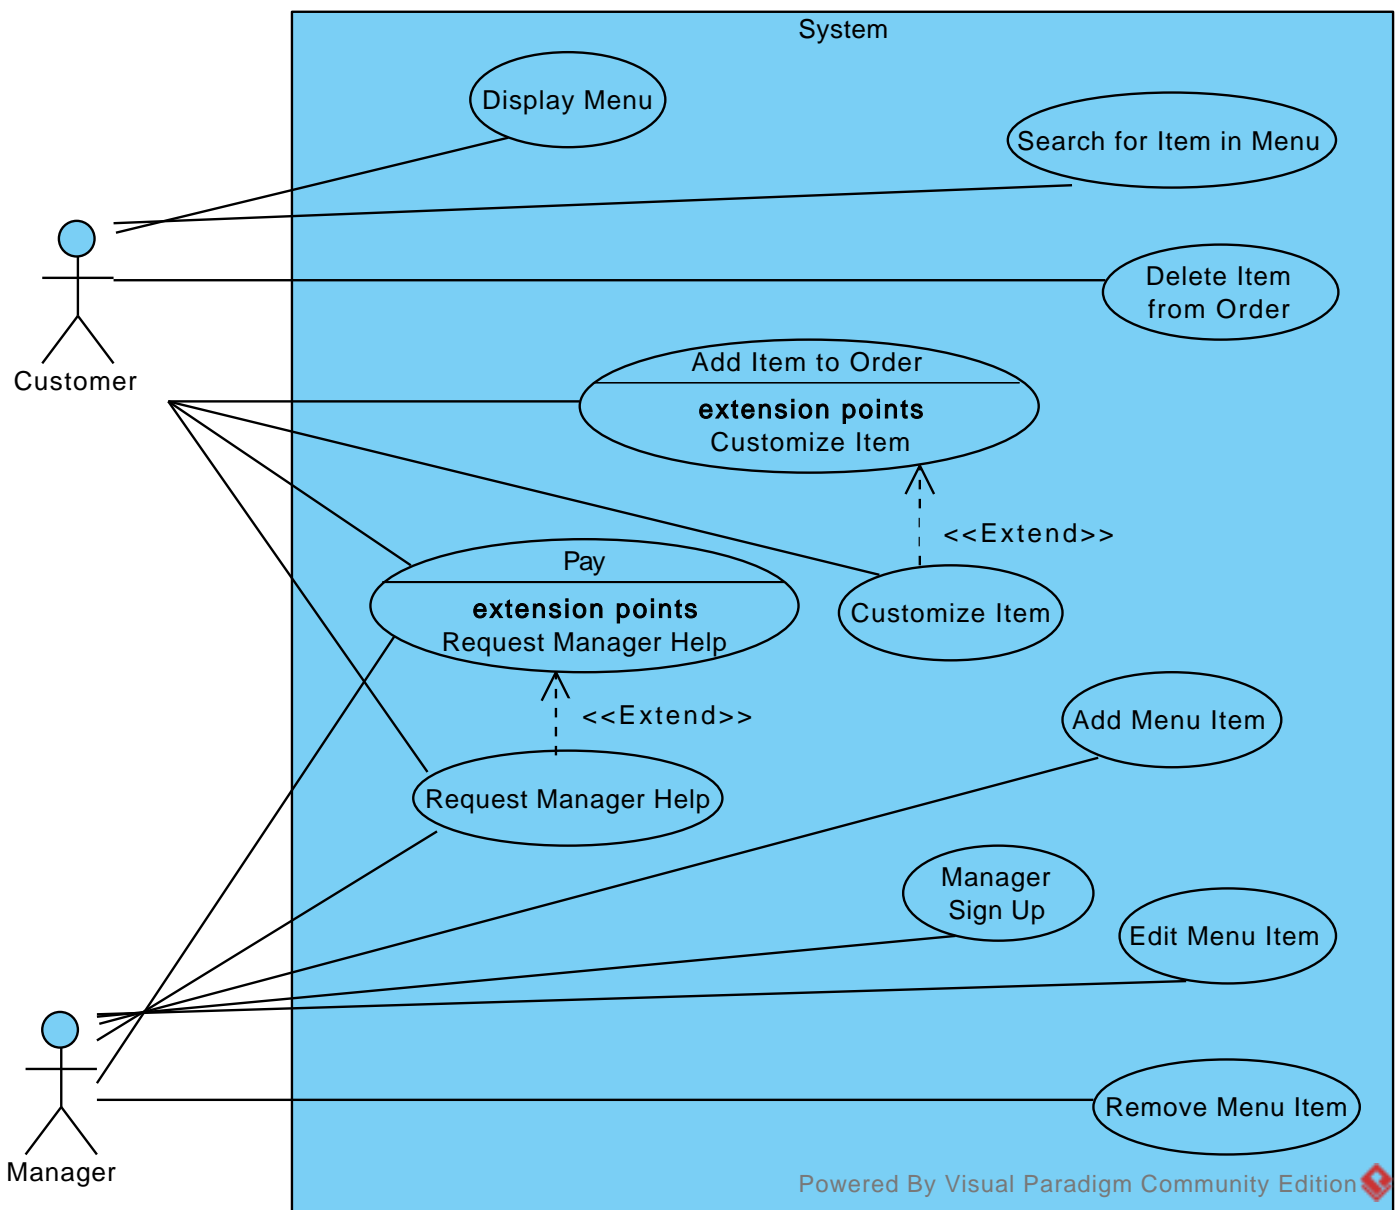 System
Display Menu
Search for Item in Menu
Delete Item
from Order
Customer
Add Item to Order
extension points
Customize Item
<<Extend>>
Pay
extension points
Request Manager Help
Customize Item
<<Extend>>
Add Menu Item
Request Manager Help
Manager
Sign Up
Edit Menu Item
Remove Menu Item
Manager
Powered By Visual Paradigm Community Edition